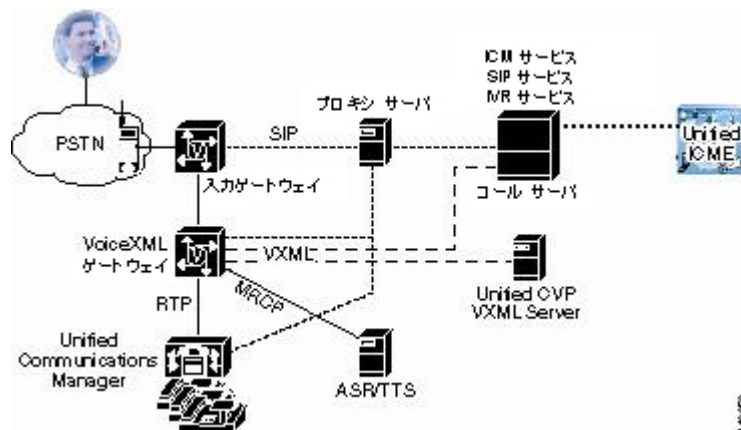 ICM サービス
SIP サービス
IVR サービス
プロキシ サーバ
PSTN
SIP
Unified
ICME
入力ゲートウェイ
コール サーバ
VoiceXML
ゲートウェイ
VXML
RTP
MRCP
Unified CVP
VXML Server
Unified
Communications
Manager
ASR/TTS